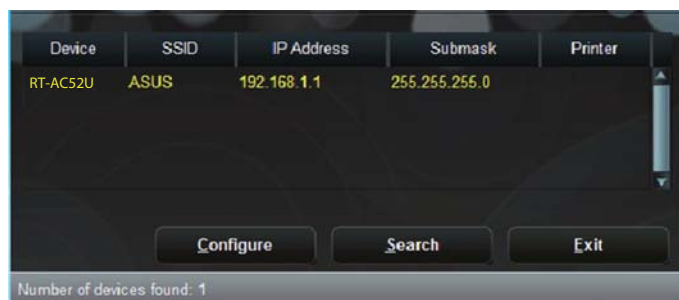 Device SSID IP Address Submask Printer
RT-AC52U ASUS 192.168.1.1 255.255.255.0
Configure Search Exit
Number of devices found: 1